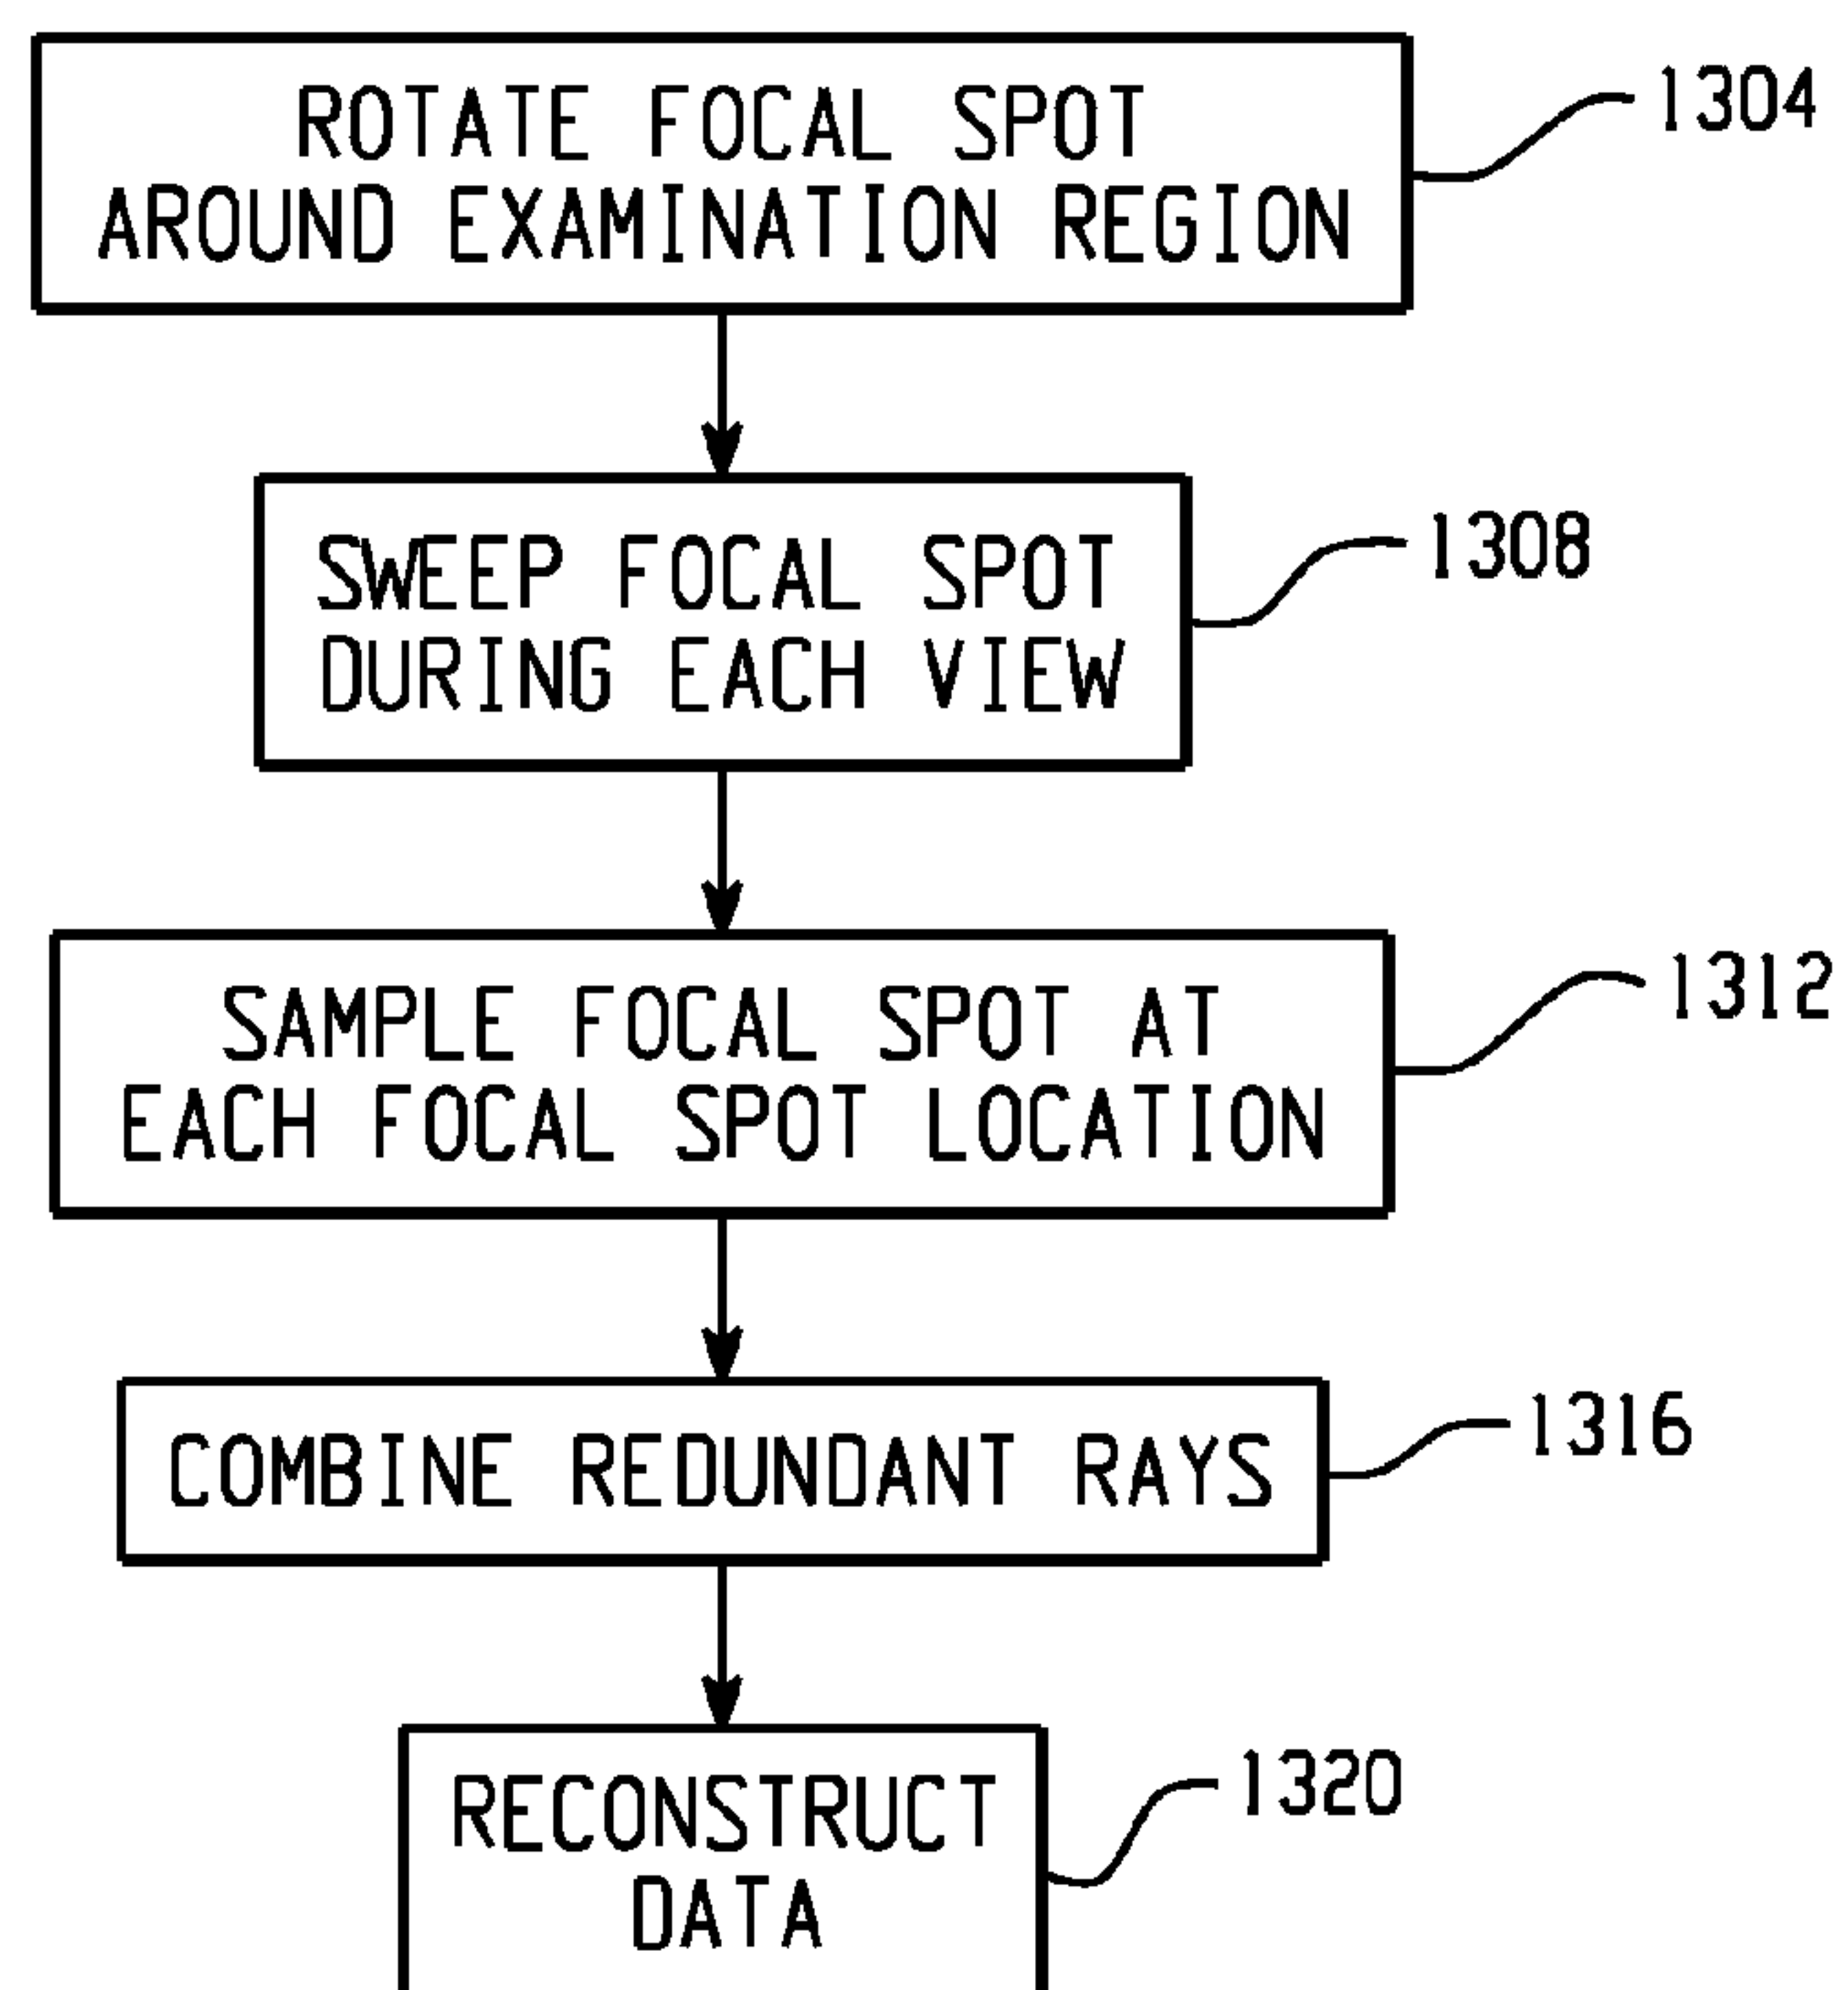 ROTATE FOCAL SPOT
AROUND EXAMINATION REGION
1304
SWEEP FOCAL SPOT
DURING EACH VIEW
1308
SAMPLE FOCAL SPOT AT
EACH FOCAL SPOT LOCATION
1312
COMBINE REDUNDANT RAYS
1316
RECONSTRUCT
DATA
1320